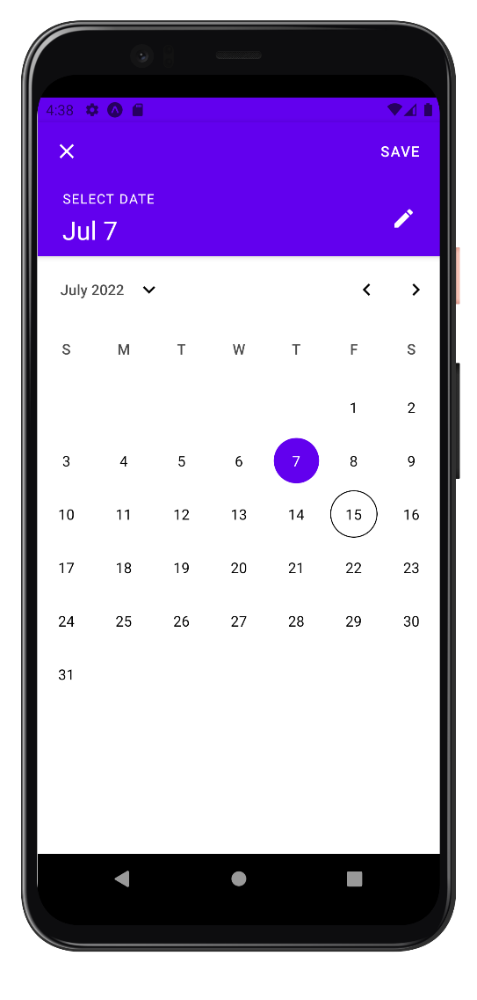 4:38
SAVE
SELECT DATE
Jul 7
July 2022
S M T W T F S
1 2
3 4 5 6 7 8 9
10 11 12 13 14 15 16
17 18 19 20 21 22 23
24 25 26 27 28 29 30
31